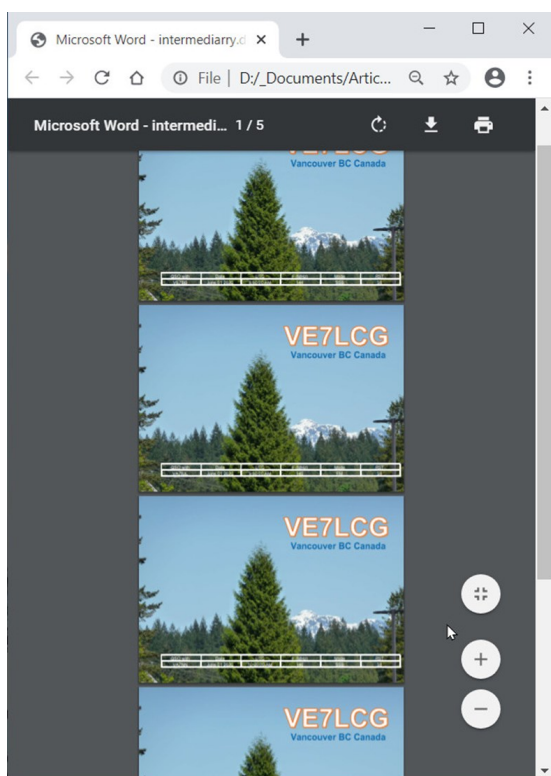 Microsoft Word - intermediarry.d
File | D:/_Documents/Artic...
Microsoft Word - intermedi... 1 / 5
Vancouver BC Canada
VE7LCG
Vancouver BC Canada
VE7LCG
Vancouver BC Canada
VE7LCG
Vancouver BC Canada